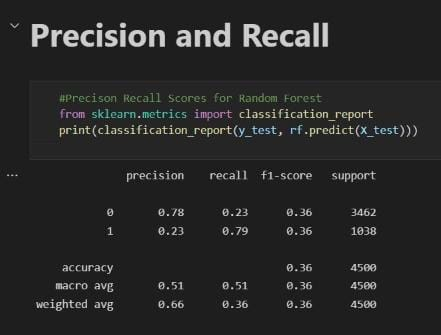 Precision and Recall
#Precison Recall Scores for Random Forest
from sklearn.metrics import classification_report
print(classification_report(y_test, rf.predict(X_test)))
...
precision recall f1-score support
0 0.78 0.23 0.36 3462
1 0.23 0.79 0.36 1038
accuracy 0.36 4500
macro avg 0.51 0.51 0.36 4500
weighted avg 0.66 0.36 0.36 4500